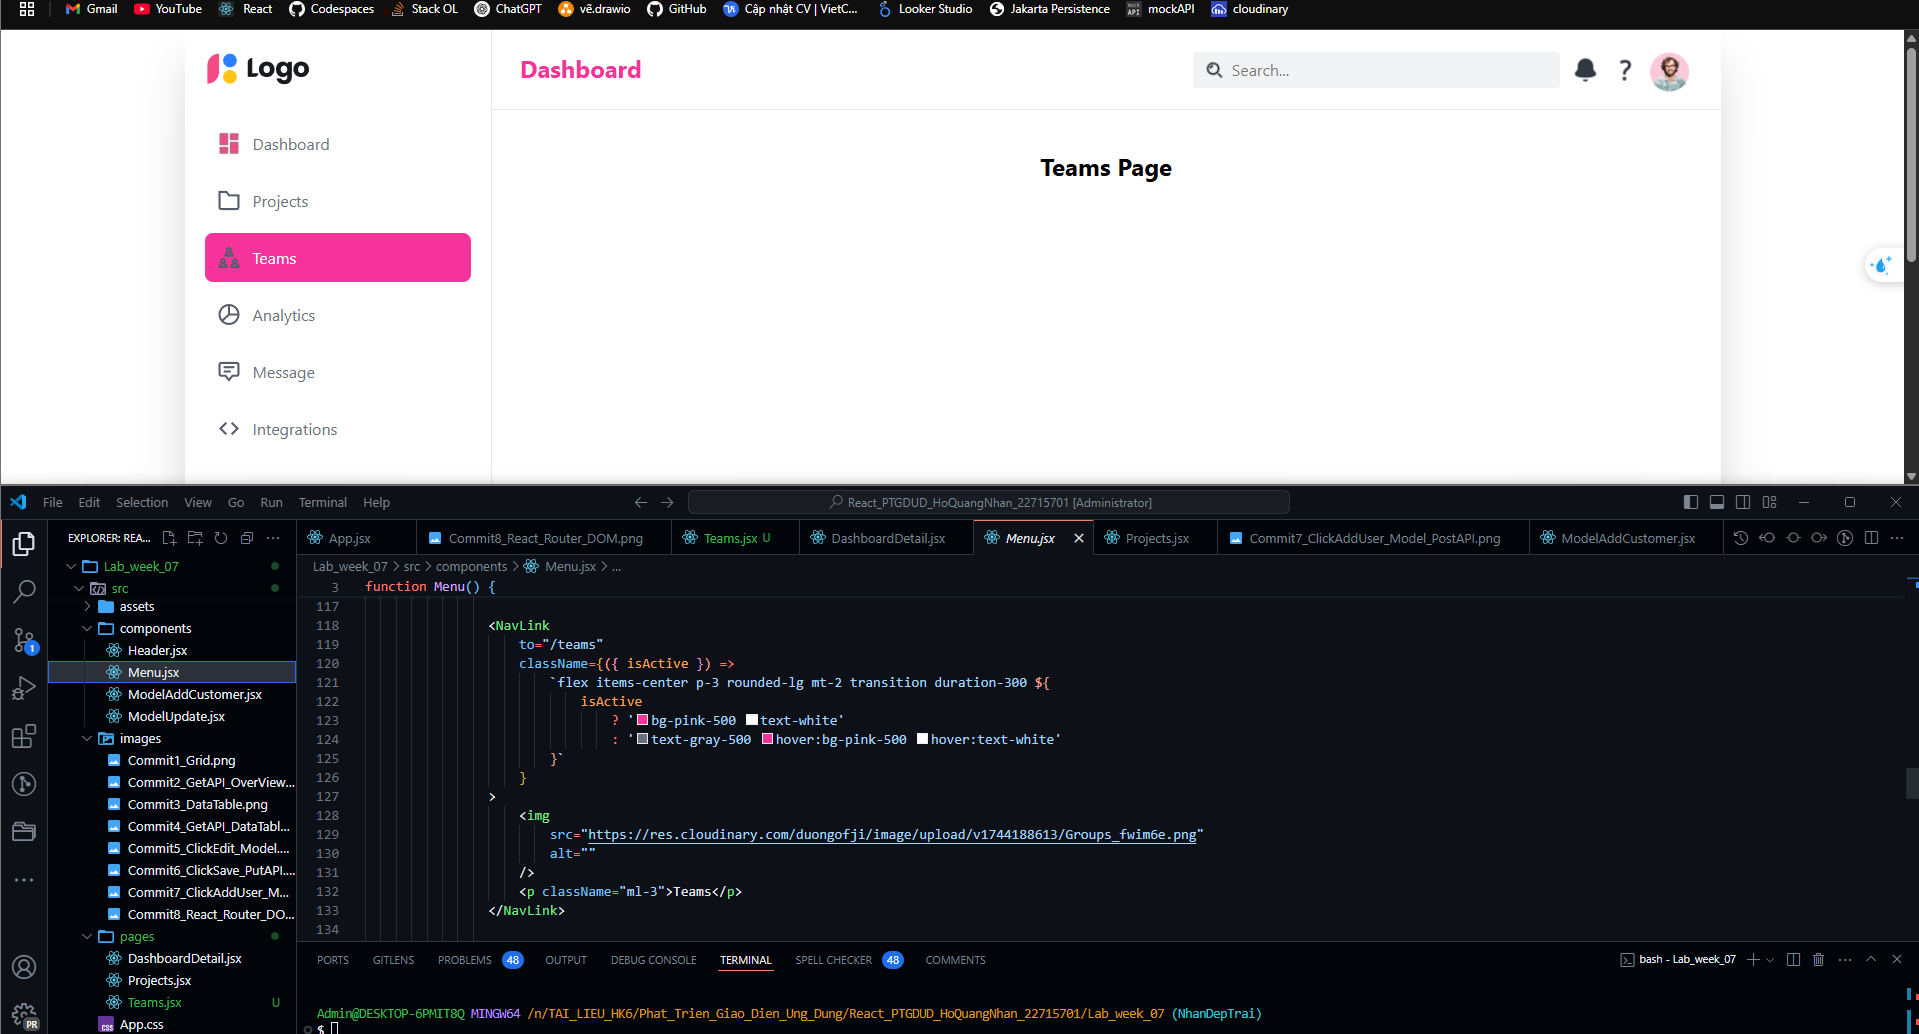 Gmail YouTube React Codespaces Stack OL ChatGPT vẽ.drawio GitHub Cập nhật CV | VietC... Looker Studio Jakarta Persistence mockAPI cloudinary
Logo
Dashboard
Search...
?
Dashboard
Projects
Teams
Analytics
Message
Integrations
Teams Page
File Edit Selection View Go Run Terminal Help
React_PTGDUD_HoQuangNhan_22715701 [Administrator]
EXPLORER: REA...
App.jsx Commit8_React_Router_DOM.png Teams.jsx U DashboardDetail.jsx Menu.jsx Projects.jsx Commit7_ClickAddUser_Model_PostAPI.png ModelAddCustomer.jsx
Lab_week_07
src
assets
components
Header.jsx
Menu.jsx
ModelAddCustomer.jsx
ModelUpdate.jsx
images
Commit1_Grid.png
Commit2_GetAPI_OverView...
Commit3_DataTable.png
Commit4_GetAPI_DataTabl...
Commit5_ClickEdit_Model....
Commit6_ClickSave_PutAPI....
Commit7_ClickAddUser_M...
Commit8_React_Router_DO...
pages
DashboardDetail.jsx
Projects.jsx
Teams.jsx U
App.css
1
PR
Lab_week_07 > src > components > Menu.jsx > ...
3 function Menu() {
117
118 <NavLink
119 to="/teams"
120 className={({ isActive }) =>
121 `flex items-center p-3 rounded-lg mt-2 transition duration-300 ${
122 isActive
123 ? 'bg-pink-500 text-white'
124 : 'text-gray-500 hover:bg-pink-500 hover:text-white'
125 }`
126 }
127 >
128 <img
129 src="https://res.cloudinary.com/duongofji/image/upload/v1744188613/Groups_fwim6e.png"
130 alt=""
131 />
132 <p className="ml-3">Teams</p>
133 </NavLink>
134
PORTS GITLENS PROBLEMS 48 OUTPUT DEBUG CONSOLE TERMINAL SPELL CHECKER 48 COMMENTS
bash - Lab_week_07
Admin@DESKTOP-6PMIT8Q MINGW64 /n/TAI_LIEU_HK6/Phat_Trien_Giao_Dien_Ung_Dung/React_PTGDUD_HoQuangNhan_22715701/Lab_week_07 (NhanDepTrai)
$